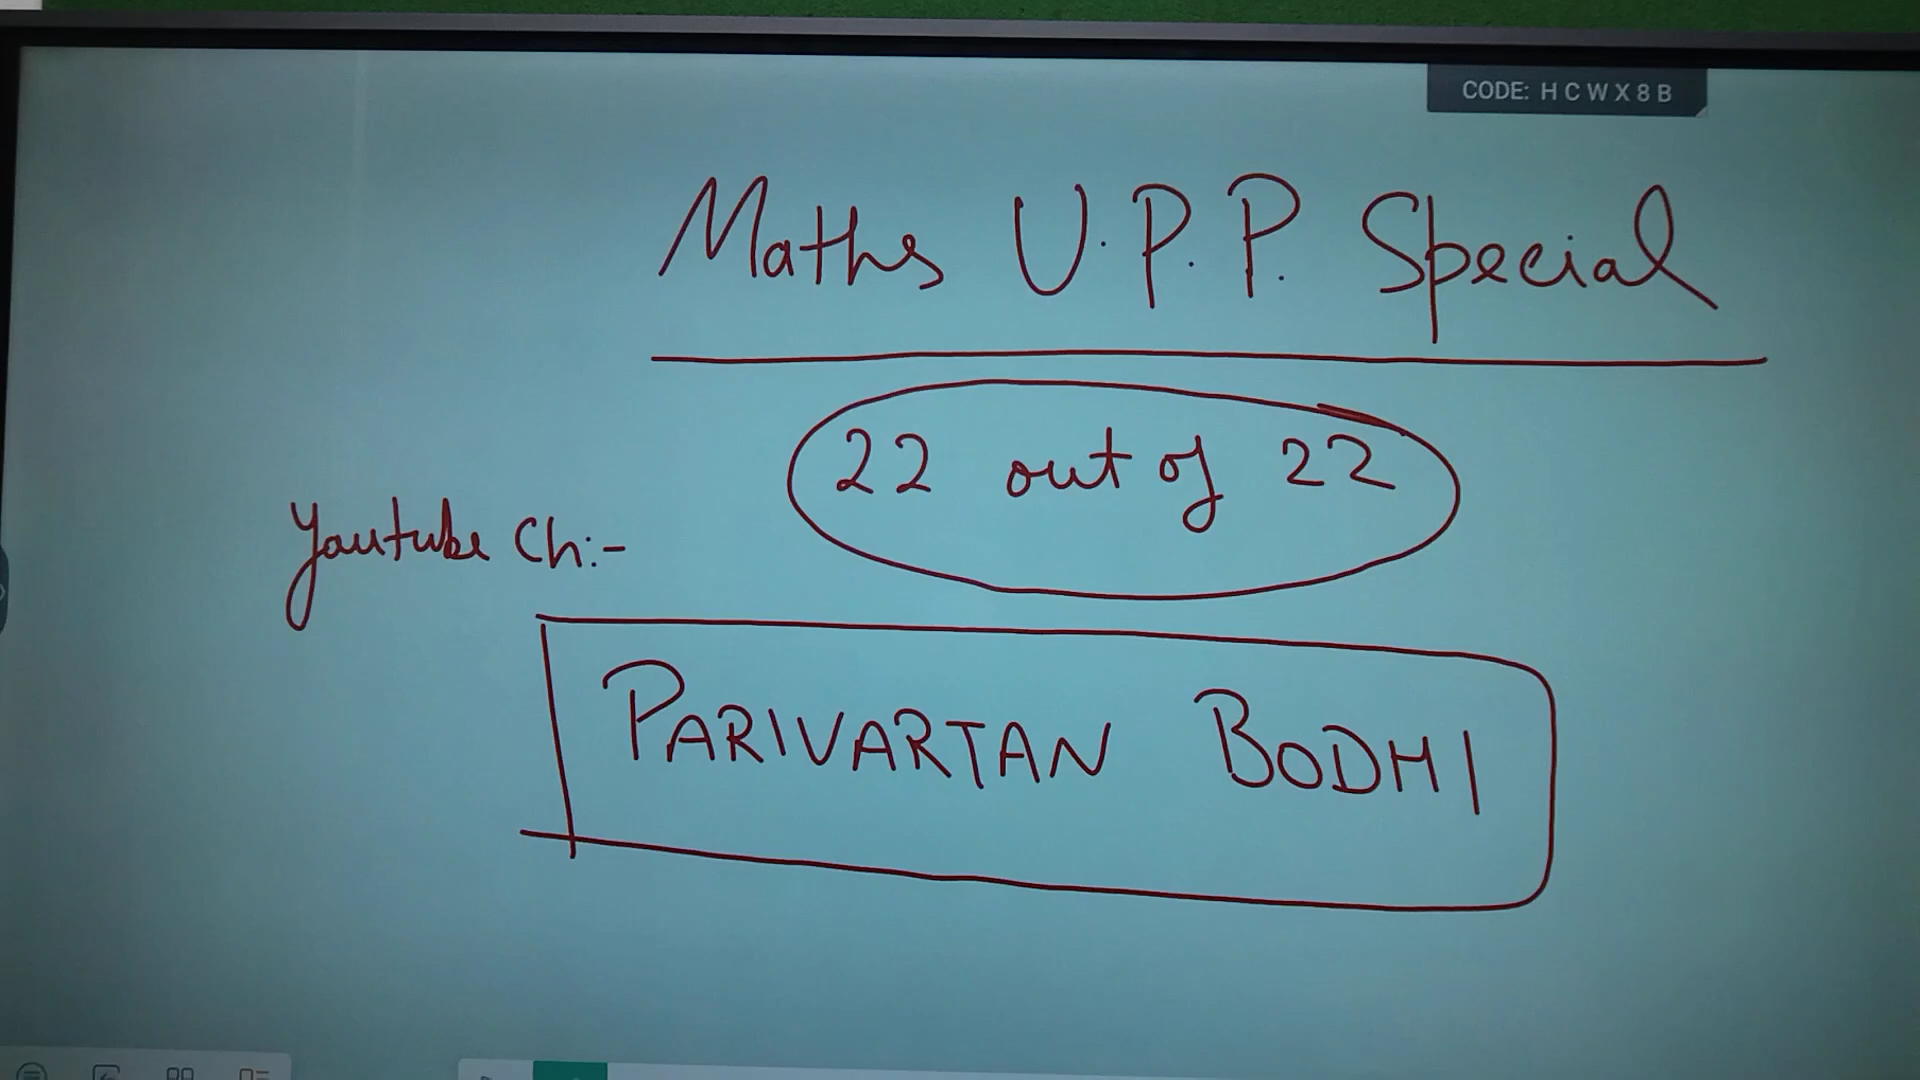 CODE: H C W X 8 B
Maths U.P.P. Special
22 out of 22
Youtube Ch:-
PARIVARTAN BODHI